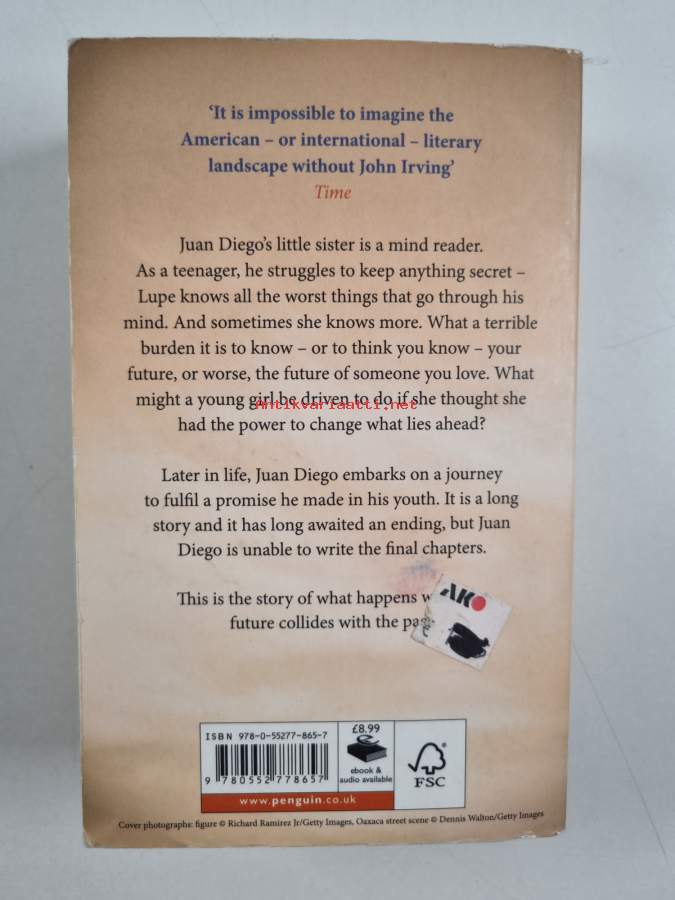 ‘It is impossible to imagine the
American – or international – literary
landscape without John Irving’
Time
Juan Diego’s little sister is a mind reader.
As a teenager, he struggles to keep anything secret –
Lupe knows all the worst things that go through his
mind. And sometimes she knows more. What a terrible
burden it is to know – or to think you know – your
future, or worse, the future of someone you love. What
might a young girl be driven to do if she thought she
Antikvariaatti.net
had the power to change what lies ahead?
Later in life, Juan Diego embarks on a journey
to fulfil a promise he made in his youth. It is a long
story and it has long awaited an ending, but Juan
Diego is unable to write the final chapters.
This is the story of what happens w
AKO
future collides with the pa
ISBN 978-0-55277-865-7
£8.99
9 780552 778657
ebook &
audio available
FSC
www.penguin.co.uk
Cover photographs: figure © Richard Ramirez Jr/Getty Images, Oaxaca street scene © Dennis Walton/Getty Images